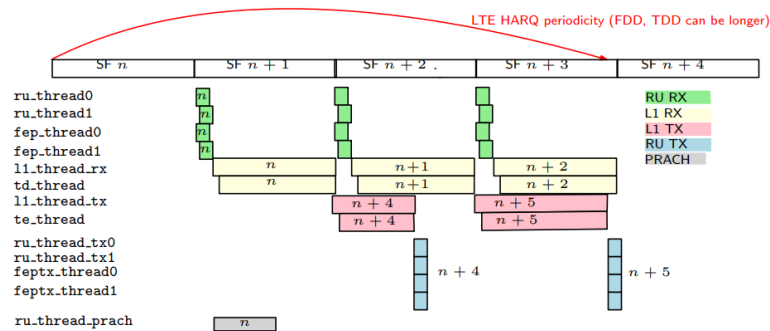 LTE HARQ periodicity (FDD, TDD can be longer)
SF n SF n + 1 SF n + 2 . SF n + 3 SF n + 4
ru_thread0 n RU RX
ru_thread1 n L1 RX
fep_thread0 n L1 TX
fep_thread1 n RU TX
PRACH
l1_thread_rx n n+1 n + 2
td_thread n n+1 n + 2
l1_thread_tx n + 4 n + 5
te_thread n + 4 n + 5
ru_thread_tx0
ru_thread_tx1
feptx_thread0 n + 4 n + 5
feptx_thread1
ru_thread_prach n